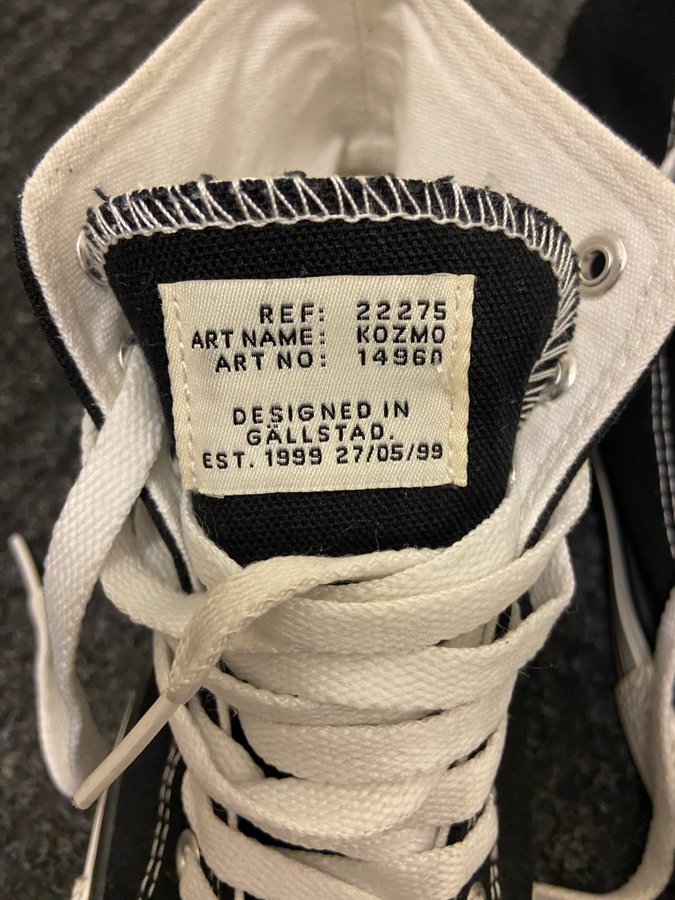 REF: 22275
ART NAME: KOZMO
ART NO: 14960
DESIGNED IN
GÄLLSTAD.
EST. 1999 27/05/99